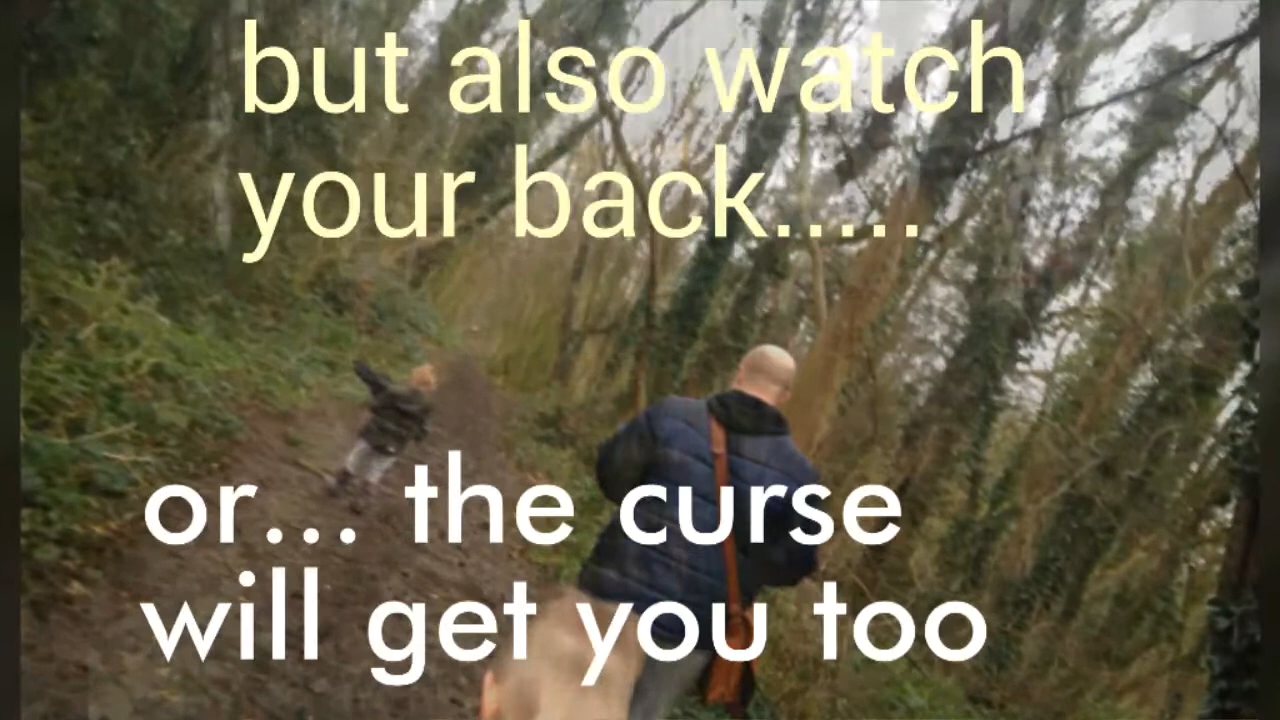 but also watch
your back.....
or... the curse
will get you too